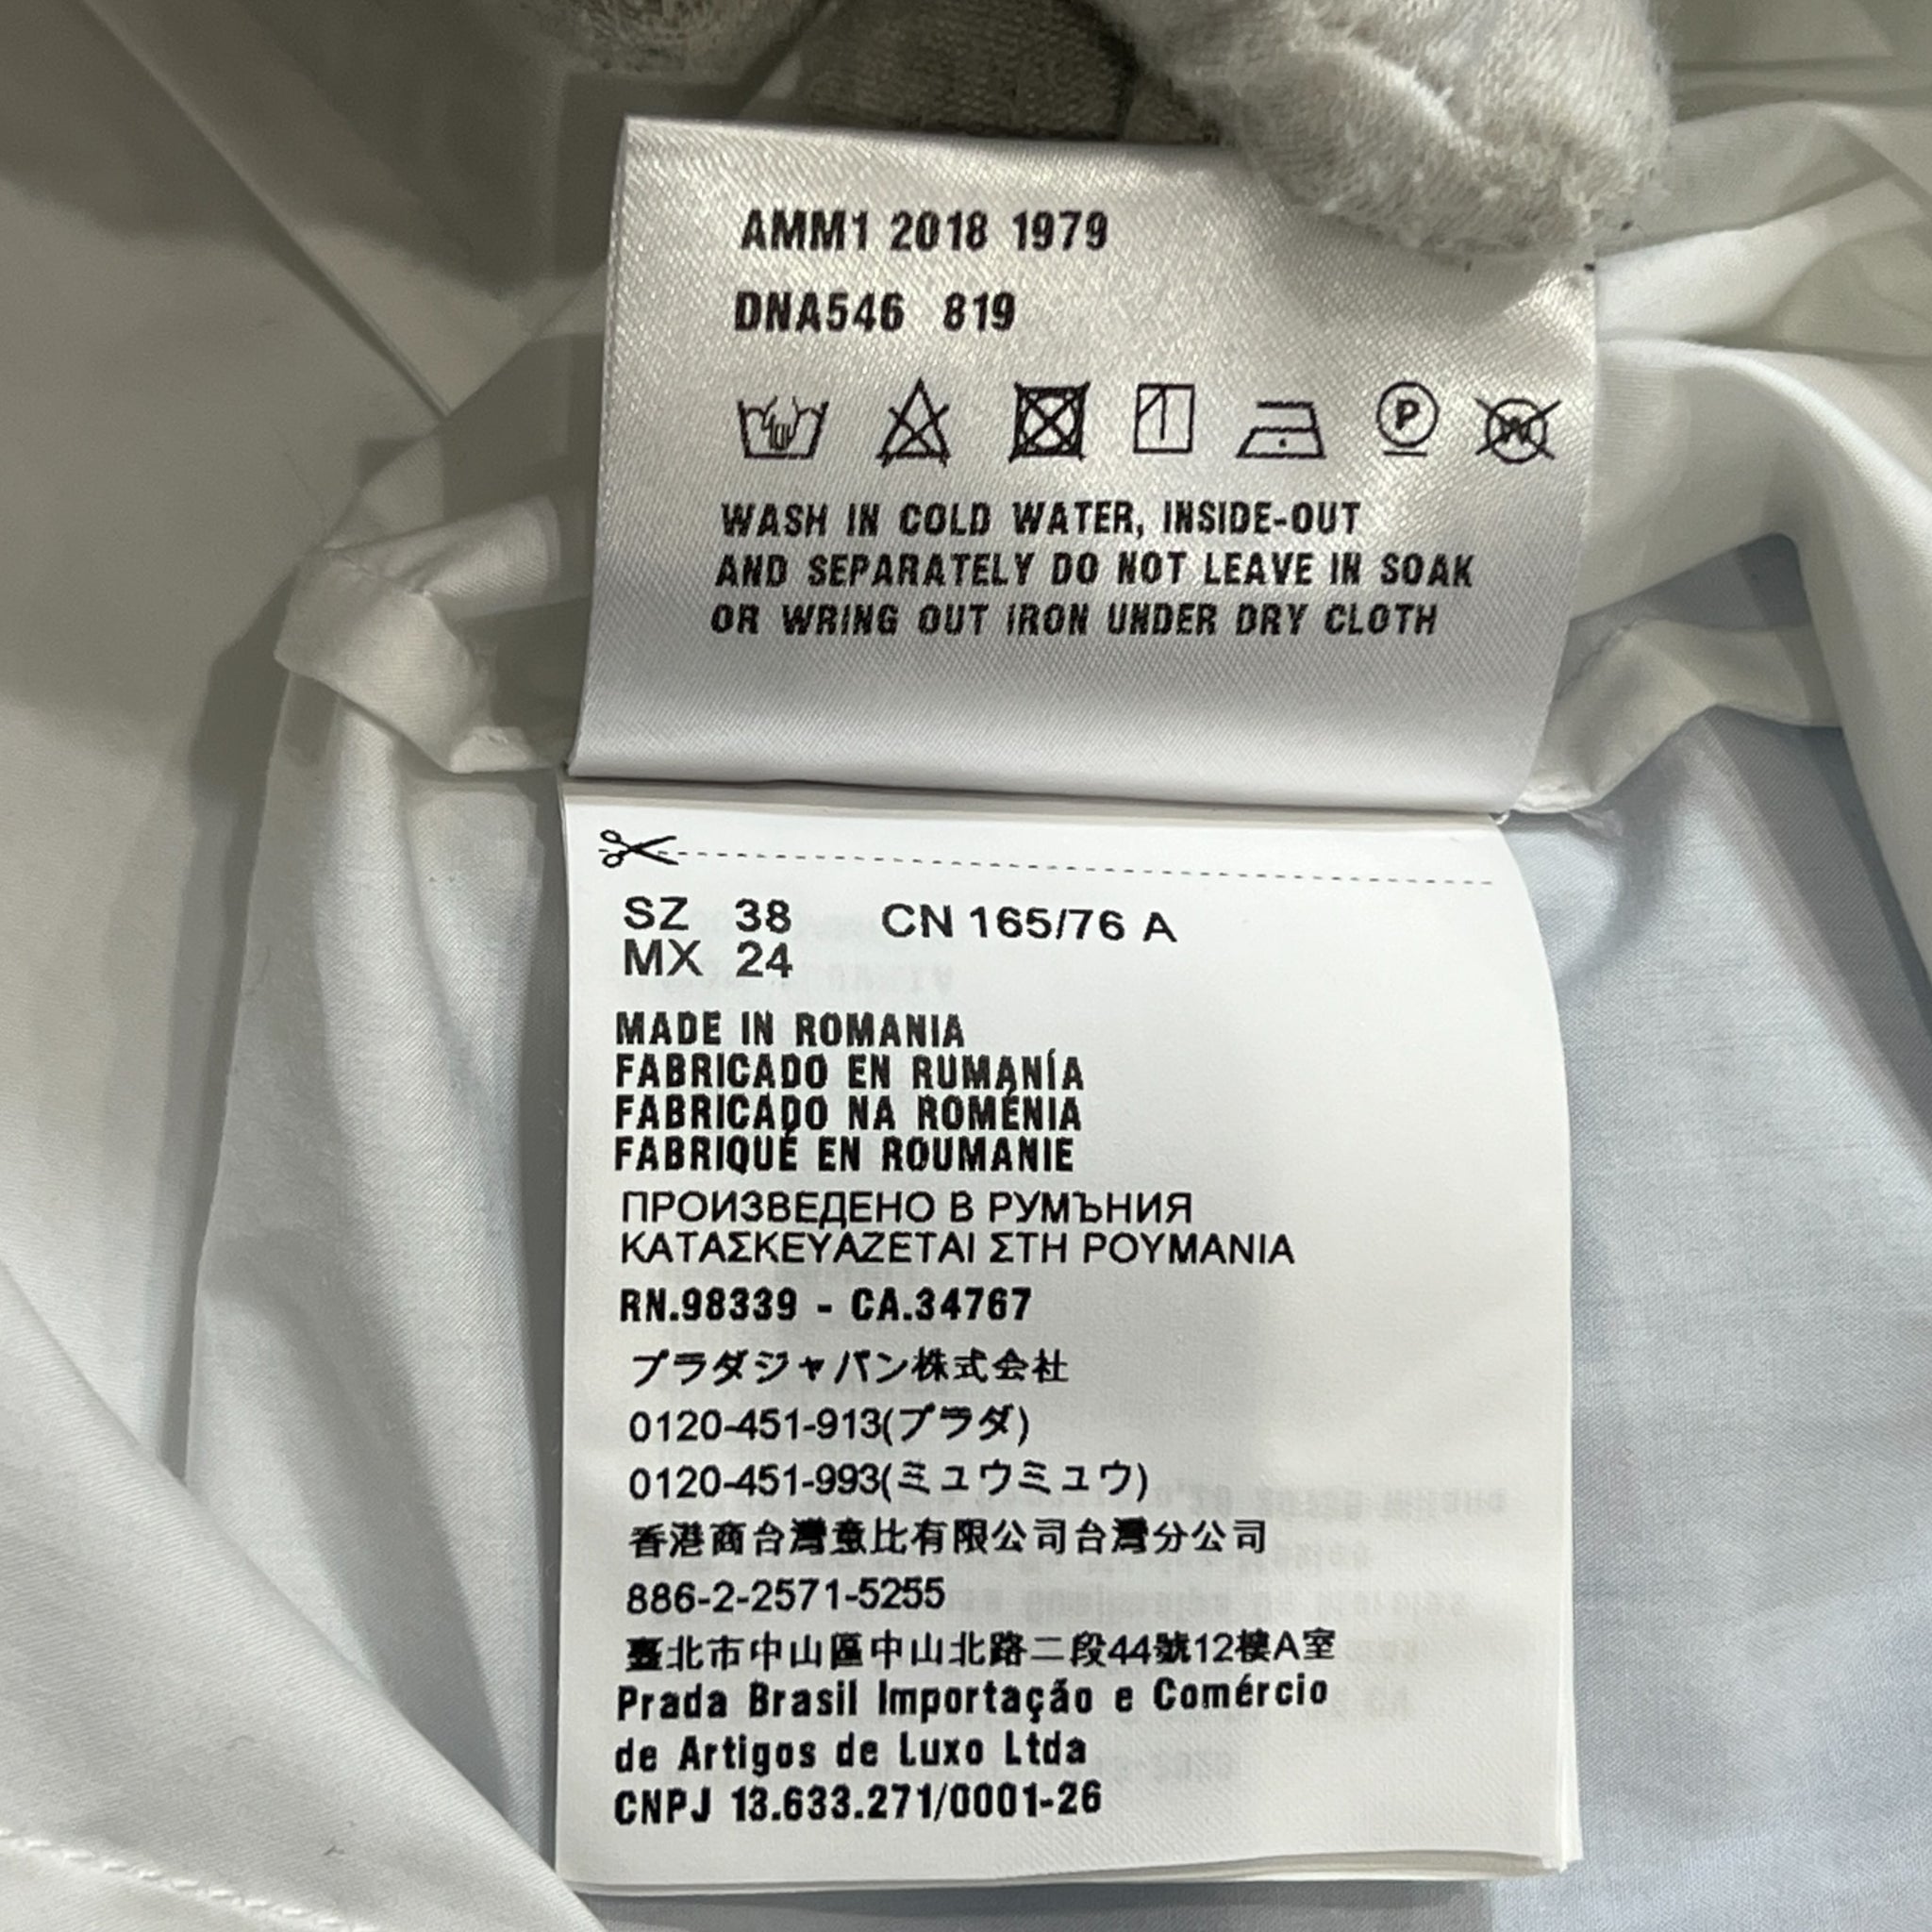 AMM1 2018 1979
DNA546 819
P W
WASH IN COLD WATER, INSIDE-OUT
AND SEPARATELY DO NOT LEAVE IN SOAK
OR WRING OUT IRON UNDER DRY CLOTH
SZ 38 CN 165/76 A
MX 24
MADE IN ROMANIA
FABRICADO EN RUMANÍA
FABRICADO NA ROMÉNIA
FABRIQUÉ EN ROUMANIE
ПРОИЗВЕДЕНО В РУМЪНИЯ
ΚΑΤΑΣΚΕΥΑΖΕΤΑΙ ΣΤΗ ΡΟΥΜΑΝΙΑ
RN.98339 - CA.34767
プラダジャパン株式会社
0120-451-913(プラダ)
0120-451-993(ミュウミュウ)
香港商台灣意比有限公司台灣分公司
886-2-2571-5255
臺北市中山區中山北路二段44號12樓A室
Prada Brasil Importação e Comércio
de Artigos de Luxo Ltda
CNPJ 13.633.271/0001-26